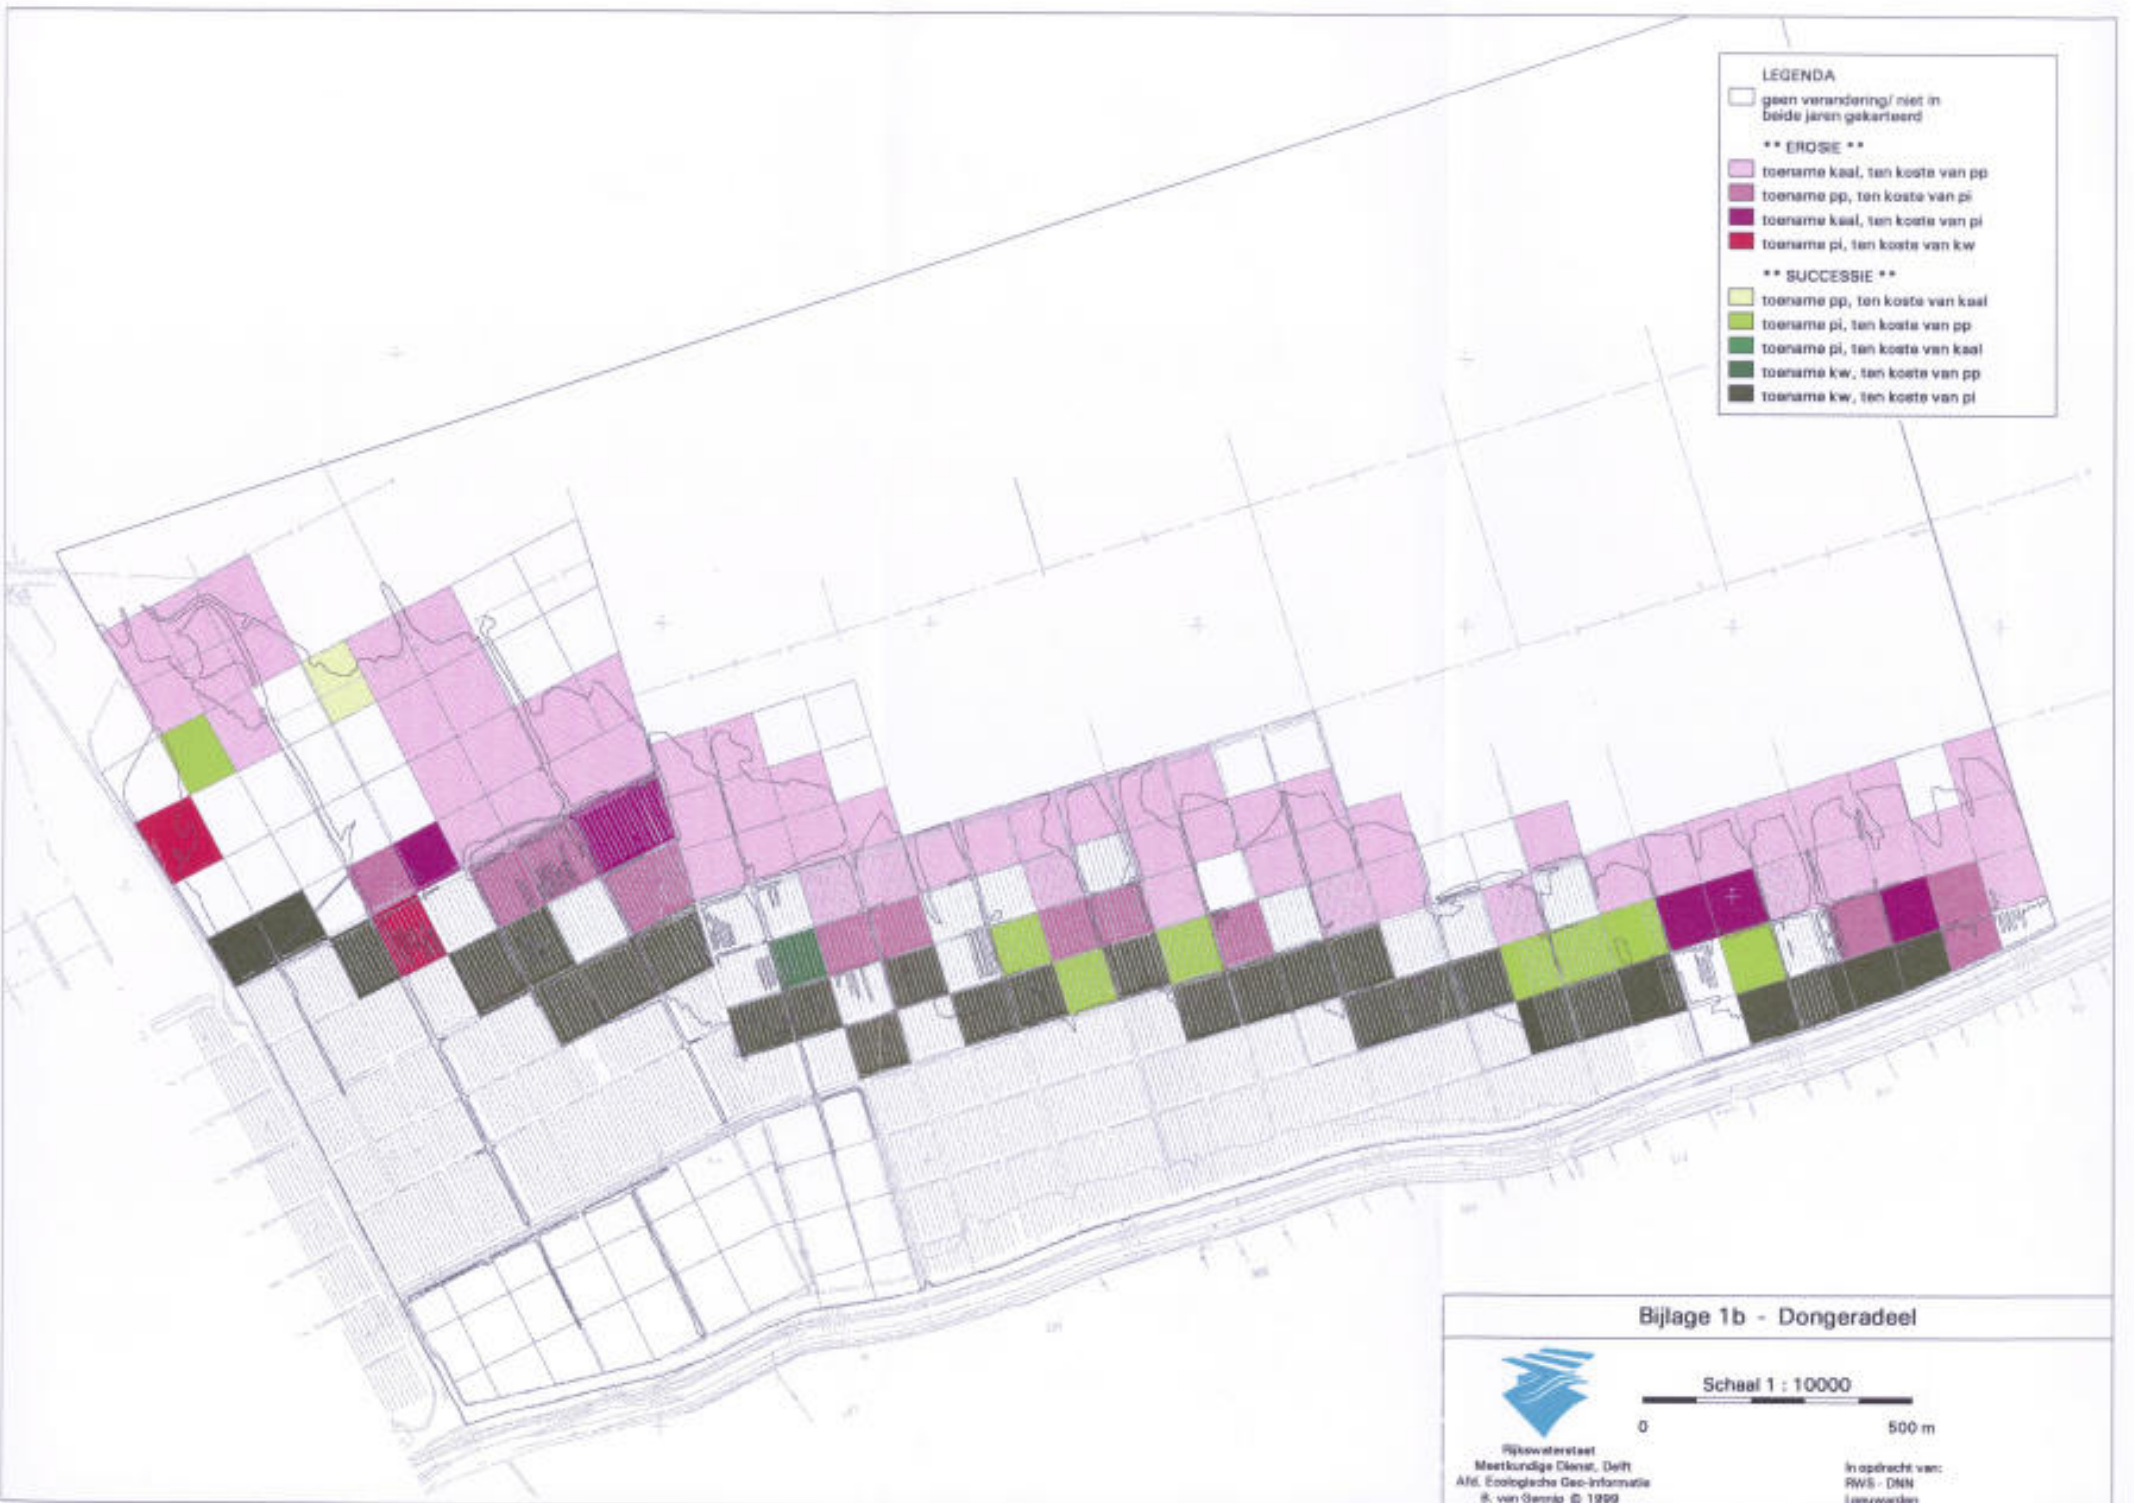 LEGENDA
geen verandering/ niet in
beide jaren gekarteerd
** EROSIE **
toename kaal, ten koste van pp
toename pp, ten koste van pi
toename kaal, ten koste van pi
toename pi, ten koste van kw
** SUCCESSIE **
toename pp, ten koste van kaal
toename pi, ten koste van pp
toename pi, ten koste van kaal
toename kw, ten koste van pp
toename kw, ten koste van pi
Bijlage 1b - Dongeradeel
Schaal 1 : 10000
0 500 m
Rijkswaterstaat
Meetkundige Dienst, Delft
Afd. Ecologische Geo-informatie
B. van Gennip © 1999
In opdracht van:
RWS - DNN
Leeuwarden